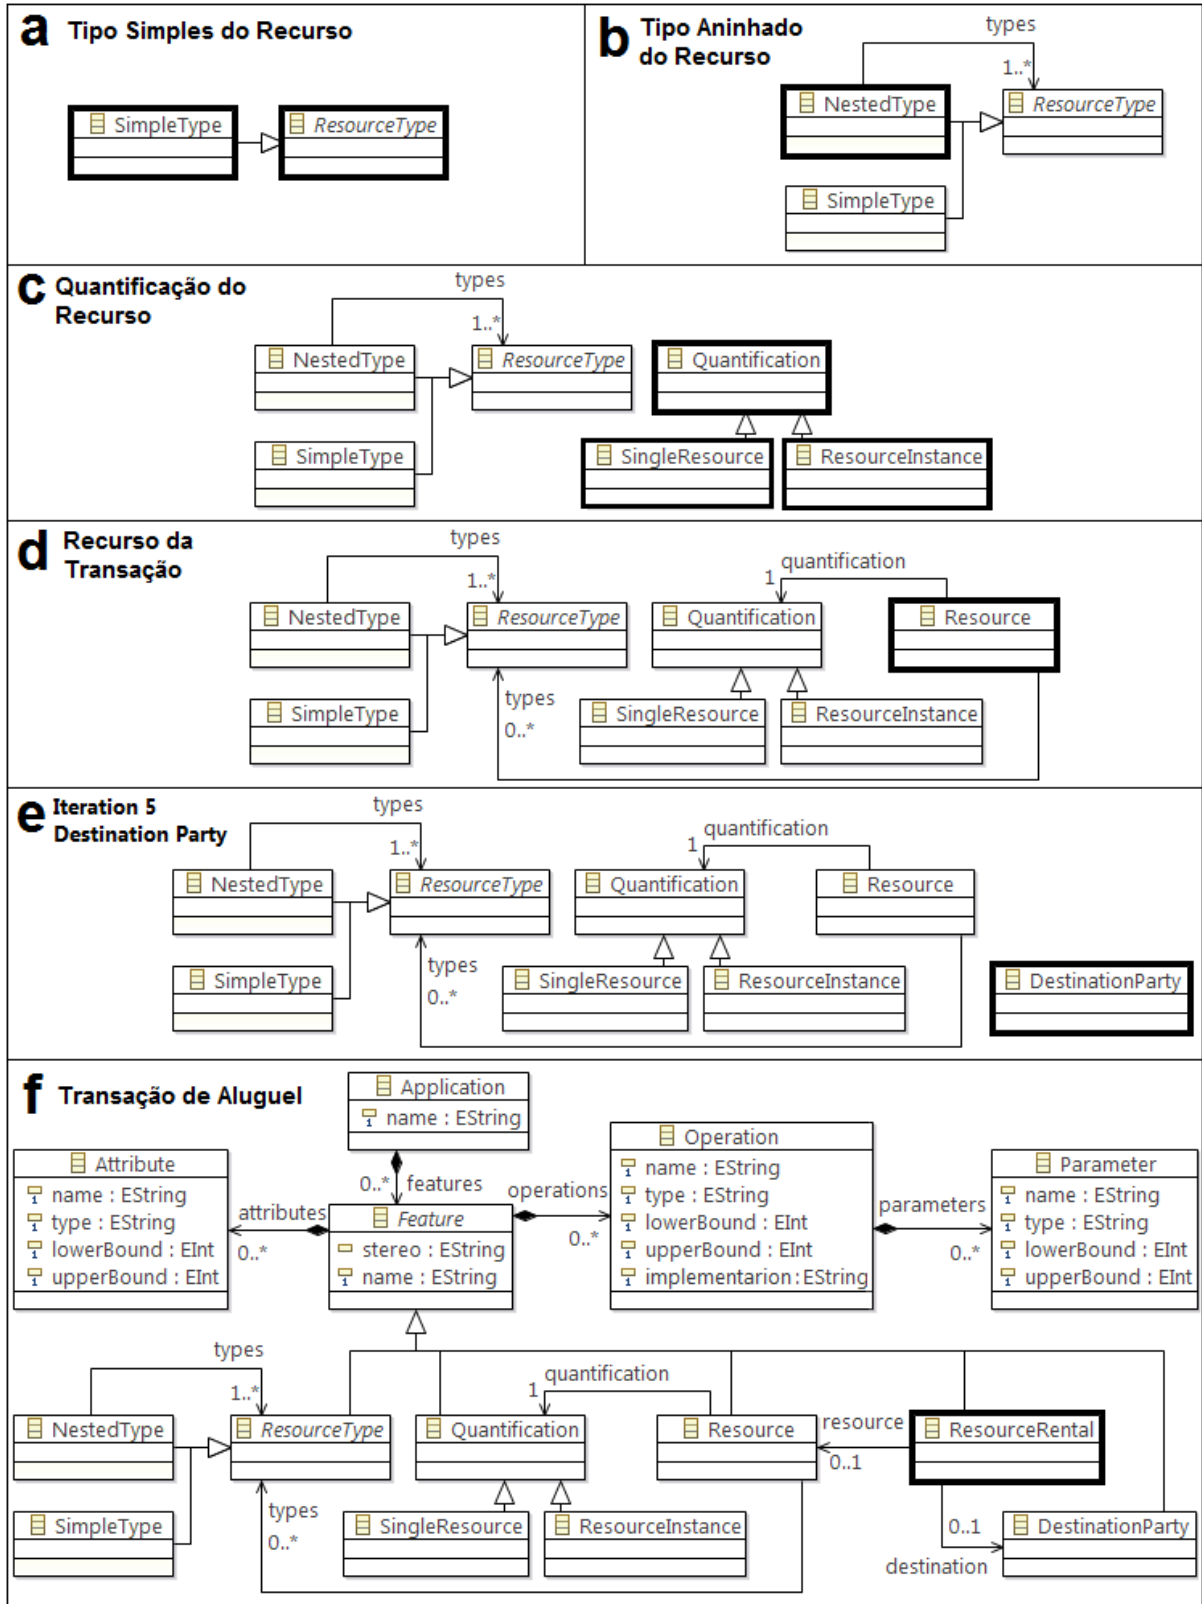 a Tipo Simples do Recurso
SimpleType
ResourceType
b Tipo Aninhado
do Recurso
types
1..*
NestedType
ResourceType
SimpleType
c Quantificação do
Recurso
types
1..*
NestedType
ResourceType
Quantification
SimpleType
SingleResource
ResourceInstance
d Recurso da
Transação
types
1..*
quantification
1
NestedType
ResourceType
Quantification
Resource
types
0..*
SimpleType
SingleResource
ResourceInstance
e Iteration 5
Destination Party
types
1..*
quantification
1
NestedType
ResourceType
Quantification
Resource
types
0..*
SimpleType
SingleResource
ResourceInstance
DestinationParty
f Transação de Aluguel
Application
name : EString
0..* features
Attribute
name : EString
type : EString
lowerBound : EInt
upperBound : EInt
attributes
0..*
Feature
stereo : EString
name : EString
operations
0..*
Operation
name : EString
type : EString
lowerBound : EInt
upperBound : EInt
implementarion : EString
parameters
0..*
Parameter
name : EString
type : EString
lowerBound : EInt
upperBound : EInt
types
1..*
quantification
1
NestedType
ResourceType
Quantification
Resource
resource
0..1
ResourceRental
types
0..*
SimpleType
SingleResource
ResourceInstance
0..1
destination
DestinationParty